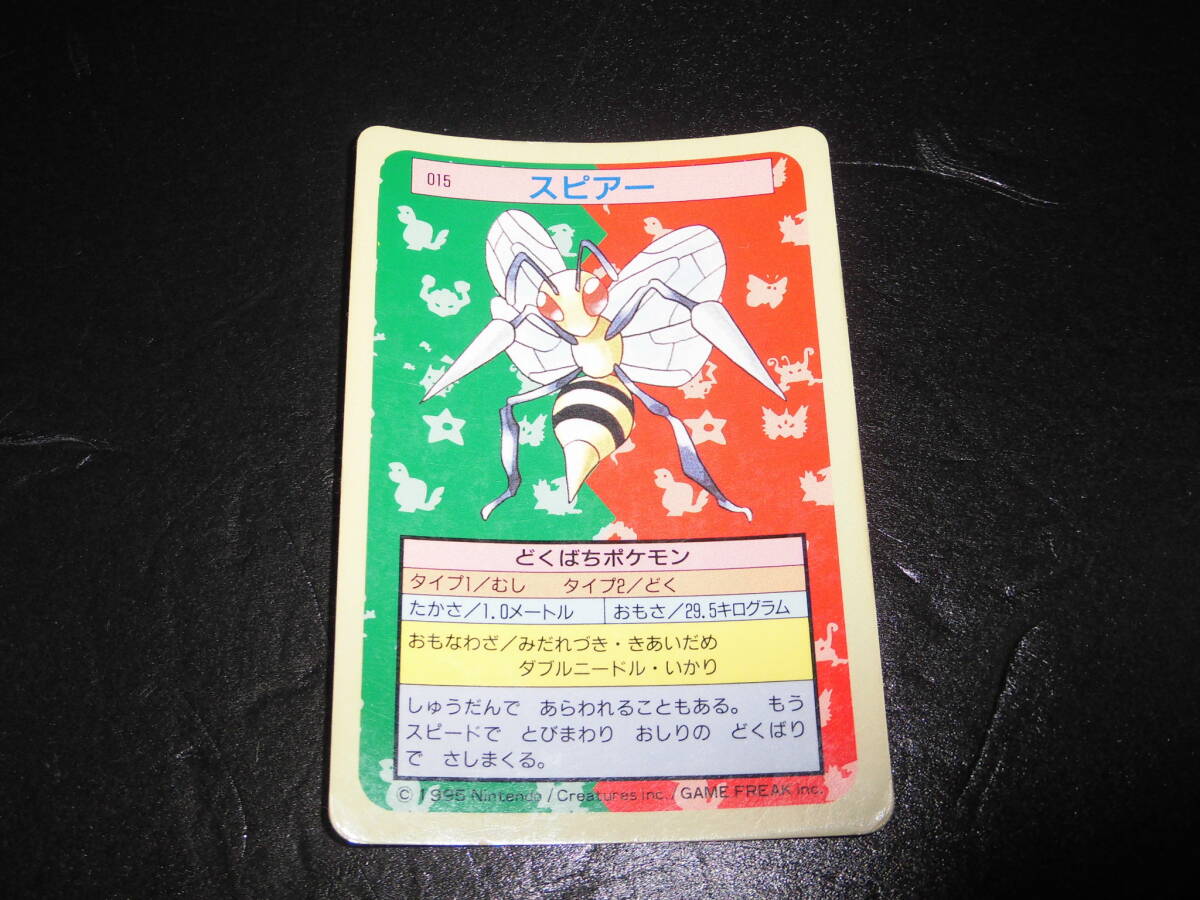 015 スピアー
どくばちポケモン
タイプ1/むし タイプ2/どく
たかさ/1.0メートル おもさ/29.5キログラム
おもなわざ/みだれづき・きあいだめ
ダブルニードル・いかり
しゅうだんで あらわれることもある。 もう
スピードで とびまわり おしりの どくばり
で さしまくる。
© 1995 Nintendo/Creatures inc./GAME FREAK inc.